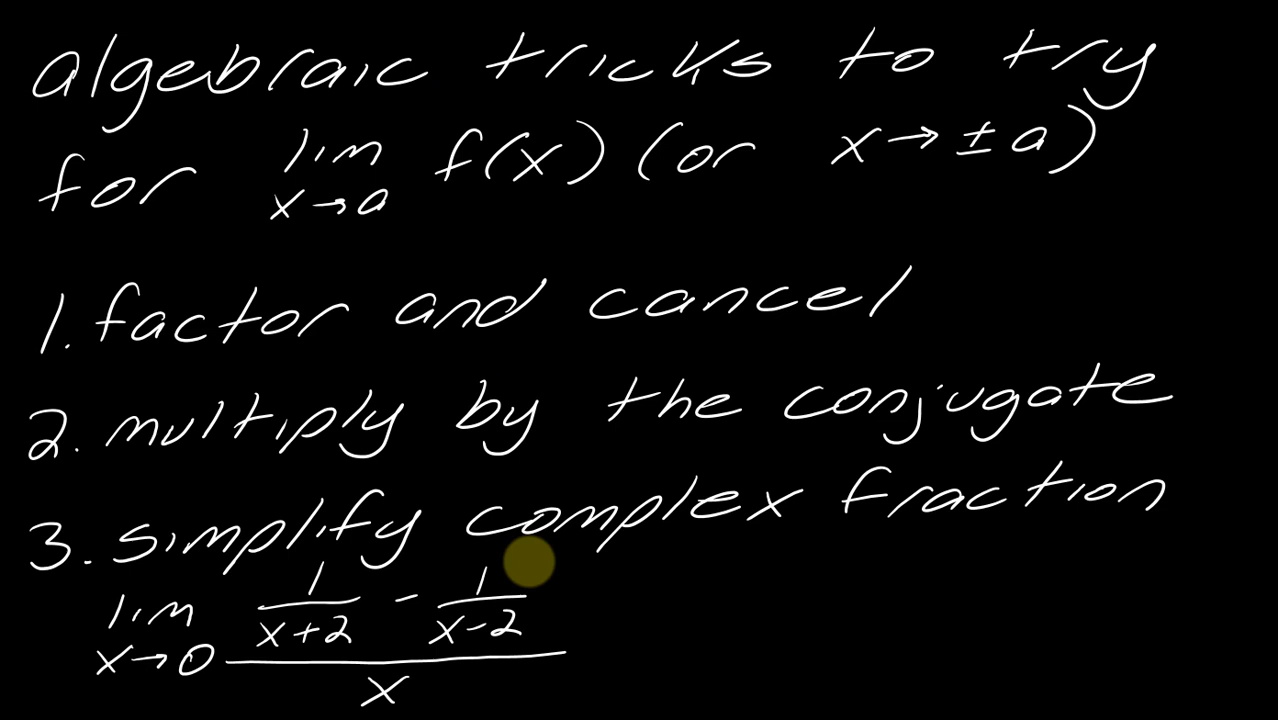 algebraic tricks to try
for lim x→a f(x) (or x→±a)
1. factor and cancel
2. multiply by the conjugate
3. simplify complex fraction
lim x→0 (1/(x+2) - 1/(x-2))/x